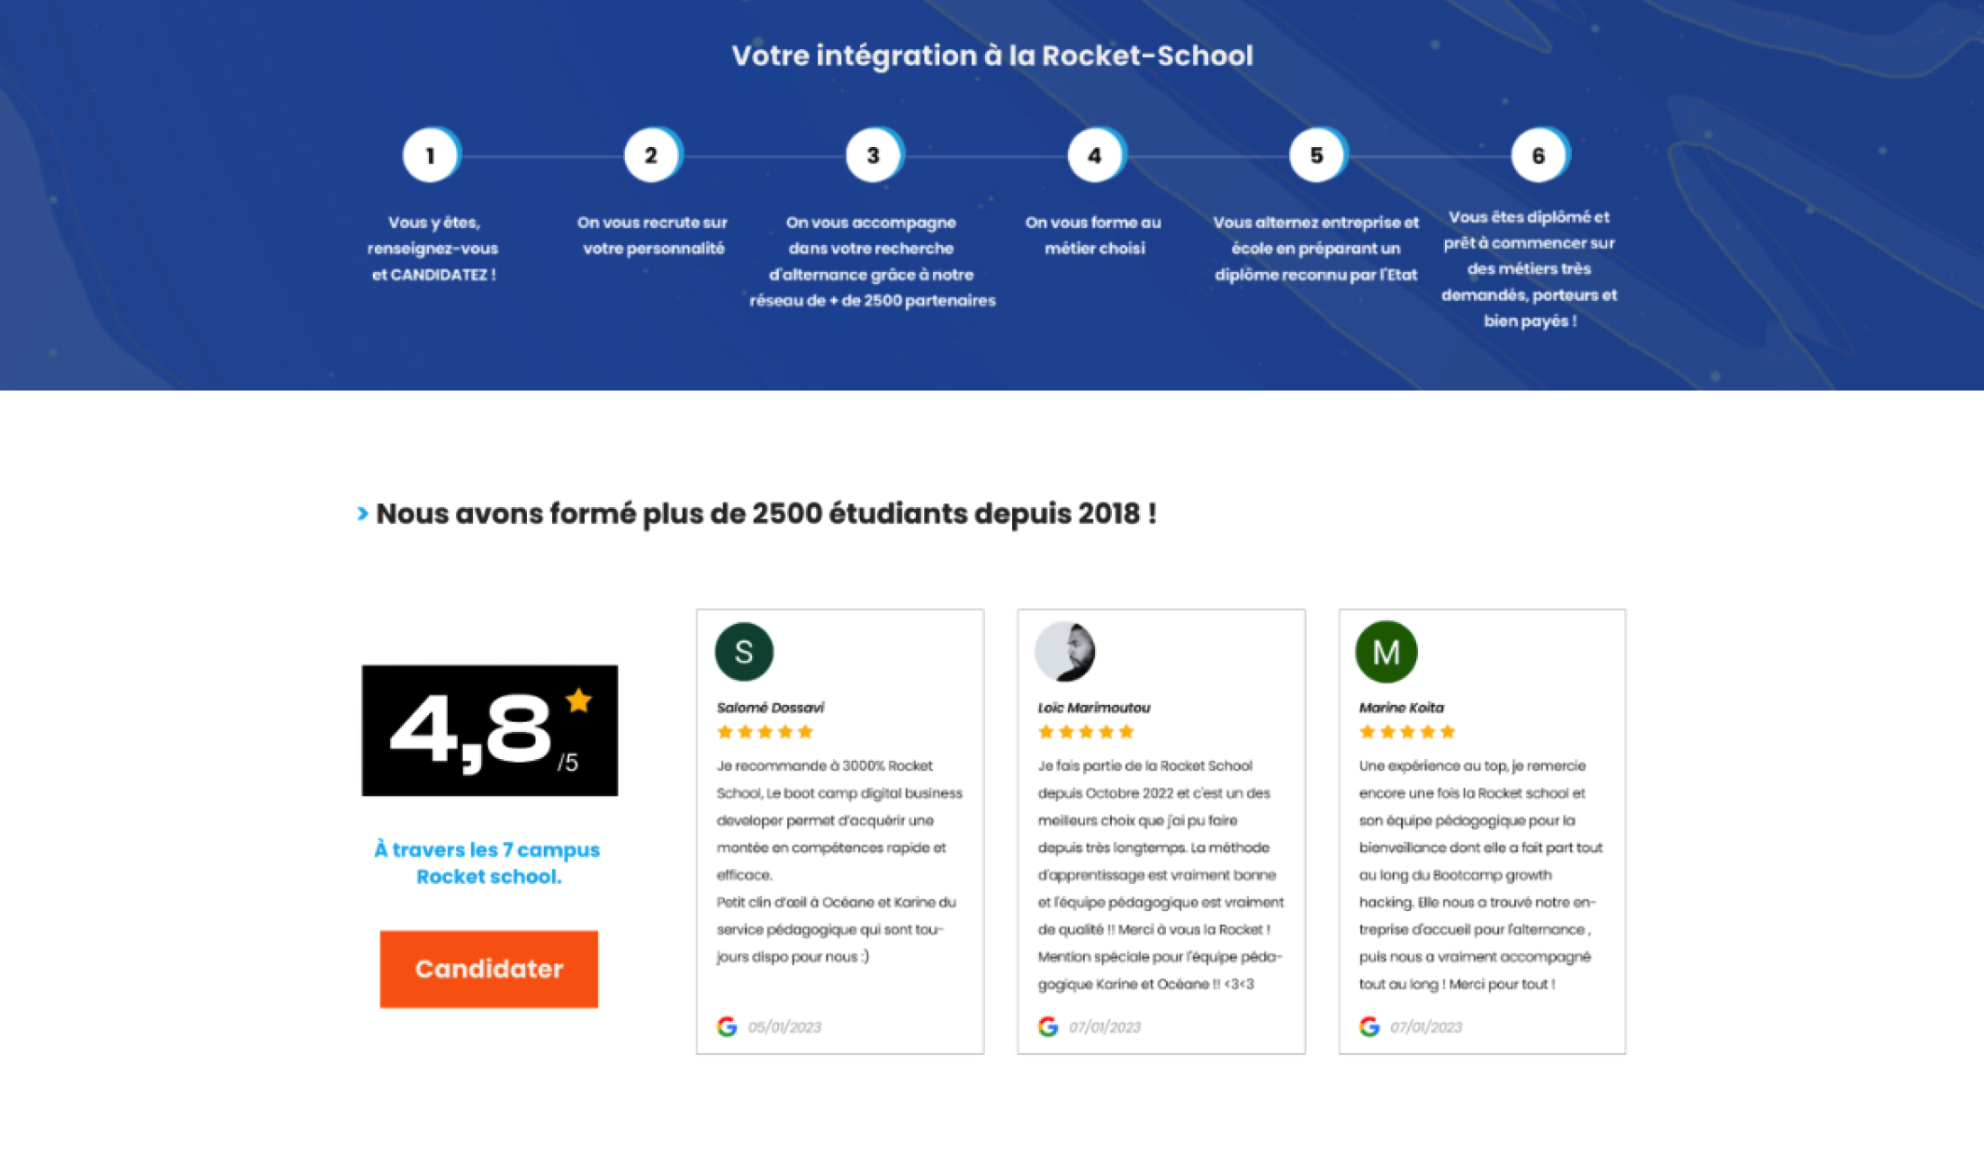 Votre intégration à la Rocket-School
1
2
3
4
5
6
Vous y êtes,
renseignez-vous
et CANDIDATEZ !
On vous recrute sur
votre personnalité
On vous accompagne
dans votre recherche
d'alternance grâce à notre
réseau de + de 2500 partenaires
On vous forme au
métier choisi
Vous alternez entreprise et
école en préparant un
diplôme reconnu par l'Etat
Vous êtes diplômé et
prêt à commencer sur
des métiers très
demandés, porteurs et
bien payés !
> Nous avons formé plus de 2500 étudiants depuis 2018 !
4,8
/5
À travers les 7 campus
Rocket school.
Candidater
S
Salomé Dossavi
Je recommande à 3000% Rocket
School, Le boot camp digital business
developer permet d'acquérir une
montée en compétences rapide et
efficace.
Petit clin d'œil à Océane et Karine du
service pédagogique qui sont tou-
jours dispo pour nous :)
G 05/01/2023
Loïc Marimoutou
Je fais partie de la Rocket School
depuis Octobre 2022 et c'est un des
meilleurs choix que j'ai pu faire
depuis très longtemps. La méthode
d'apprentissage est vraiment bonne
et l'équipe pédagogique est vraiment
de qualité !! Merci à vous la Rocket !
Mention spéciale pour l'équipe péda-
gogique Karine et Océane !! <3<3
G 07/01/2023
M
Marine Koita
Une expérience au top, je remercie
encore une fois la Rocket school et
son équipe pédagogique pour la
bienveillance dont elle a fait part tout
au long du Bootcamp growth
hacking. Elle nous a trouvé notre en-
treprise d'accueil pour l'alternance ,
puis nous a vraiment accompagné
tout au long ! Merci pour tout !
G 07/01/2023